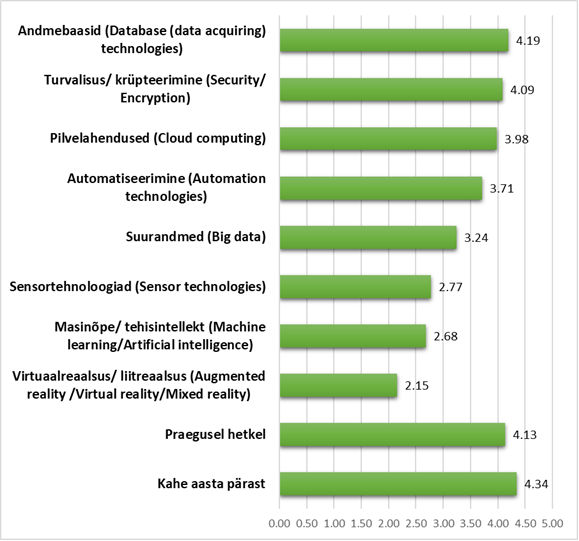 Andmebaasid (Database (data acquiring)
technologies)
4.19
Turvalisus/ krüpteerimine (Security/
Encryption)
4.09
Pilvelahendused (Cloud computing)
3.98
Automatiseerimine (Automation
technologies)
3.71
Suurandmed (Big data)
3.24
Sensortehnoloogiad (Sensor technologies)
2.77
Masinõpe/ tehisintellekt (Machine
learning/Artificial intelligence)
2.68
Virtuaalreaalsus/ liitreaalsus (Augmented
reality /Virtual reality/Mixed reality)
2.15
Praegusel hetkel
4.13
Kahe aasta pärast
4.34
0.00 0.50 1.00 1.50 2.00 2.50 3.00 3.50 4.00 4.50 5.00